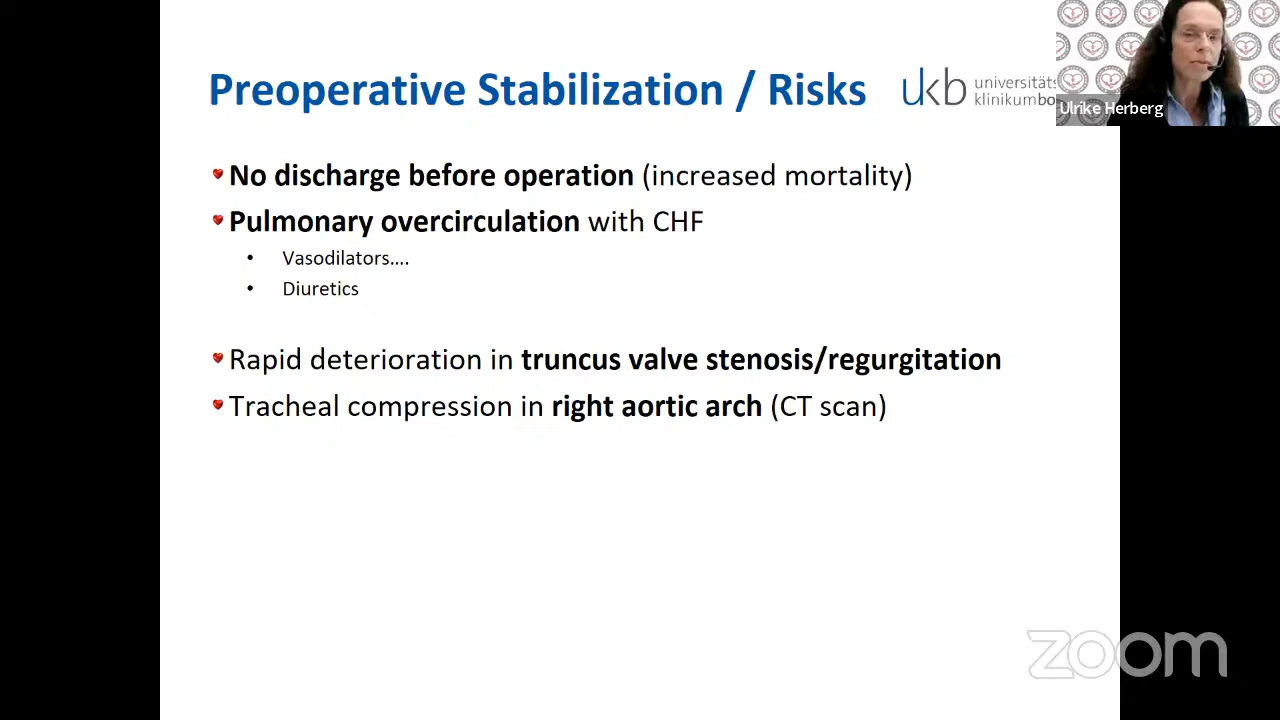 Preoperative Stabilization / Risks
ukb universitäts
klinikumbo
Ulrike Herberg
No discharge before operation (increased mortality)
Pulmonary overcirculation with CHF
• Vasodilators....
• Diuretics
Rapid deterioration in truncus valve stenosis/regurgitation
Tracheal compression in right aortic arch (CT scan)
zoom